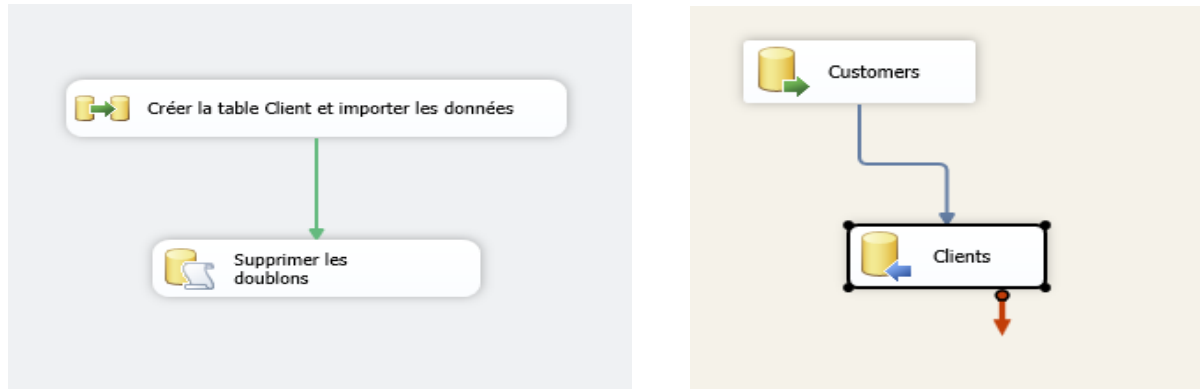 Créer la table Client et importer les données
Supprimer les
doublons
Customers
Clients